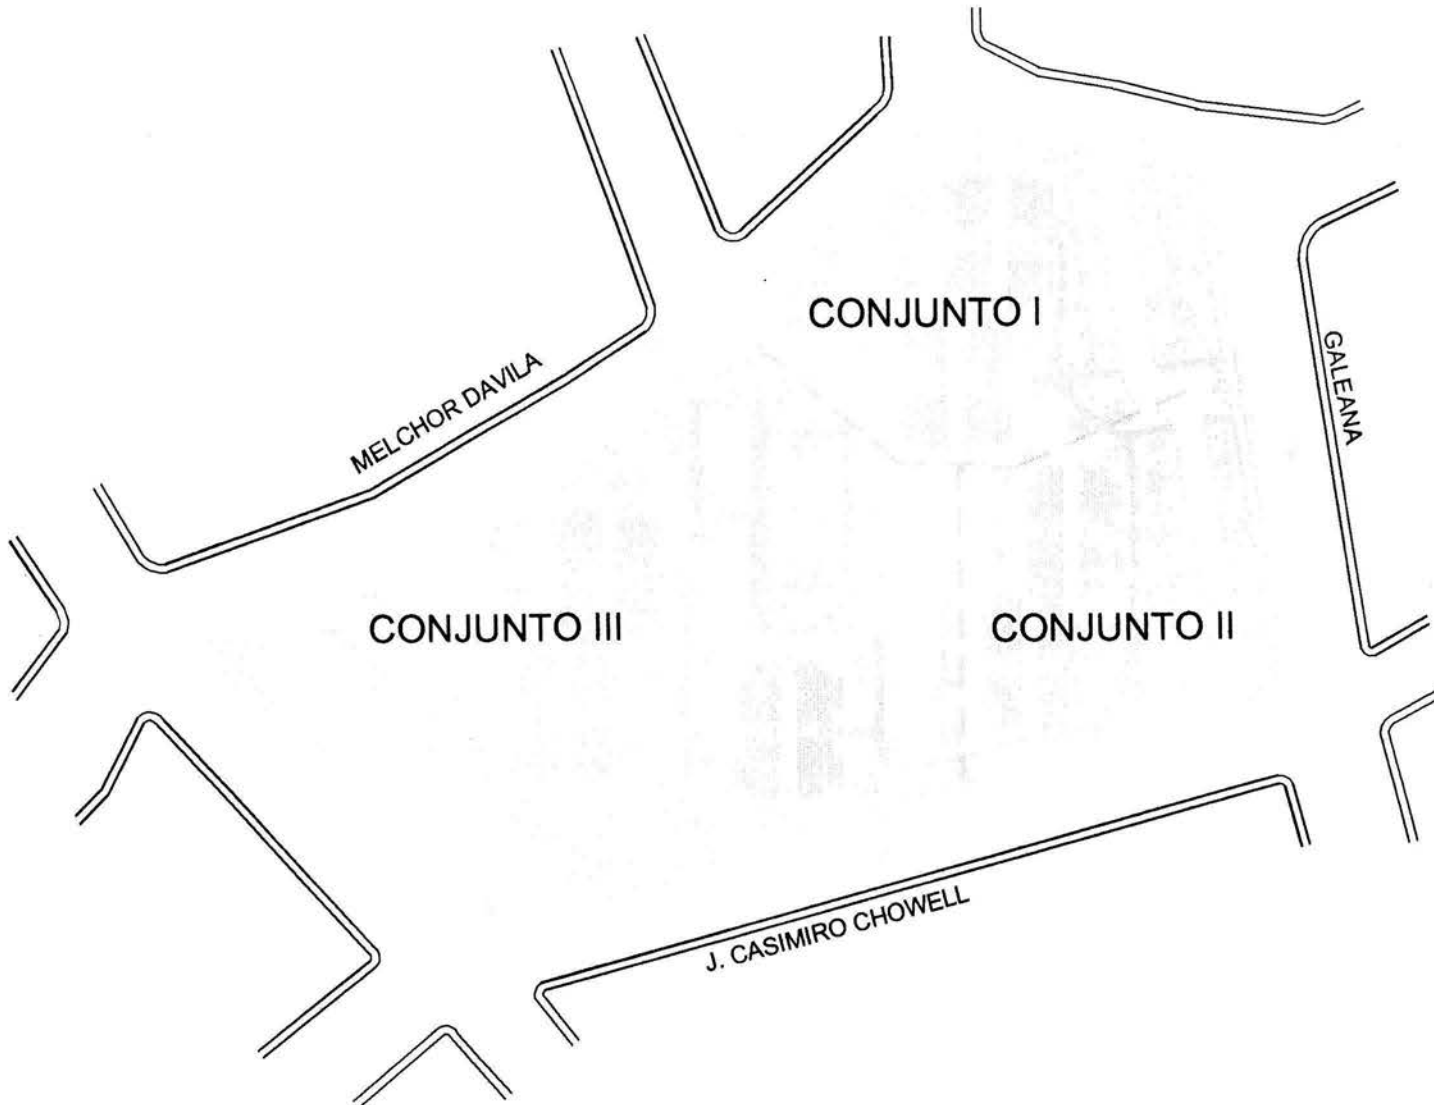 CONJUNTO I
GALEANA
MELCHOR DAVILA
CONJUNTO III
CONJUNTO II
J. CASIMIRO CHOWELL